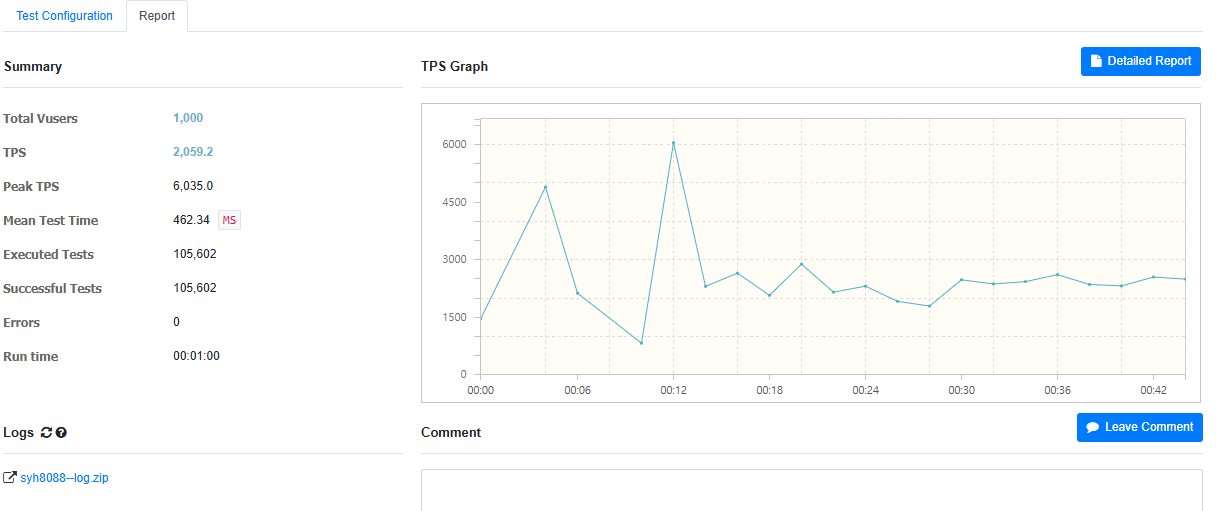 Test Configuration
Report
Summary
Total Vusers 1,000
TPS 2,059.2
Peak TPS 6,035.0
Mean Test Time 462.34 MS
Executed Tests 105,602
Successful Tests 105,602
Errors 0
Run time 00:01:00
Logs
syh8088--log.zip
TPS Graph
Detailed Report
6000
4500
3000
1500
0
00:00 00:06 00:12 00:18 00:24 00:30 00:36 00:42
Comment
Leave Comment